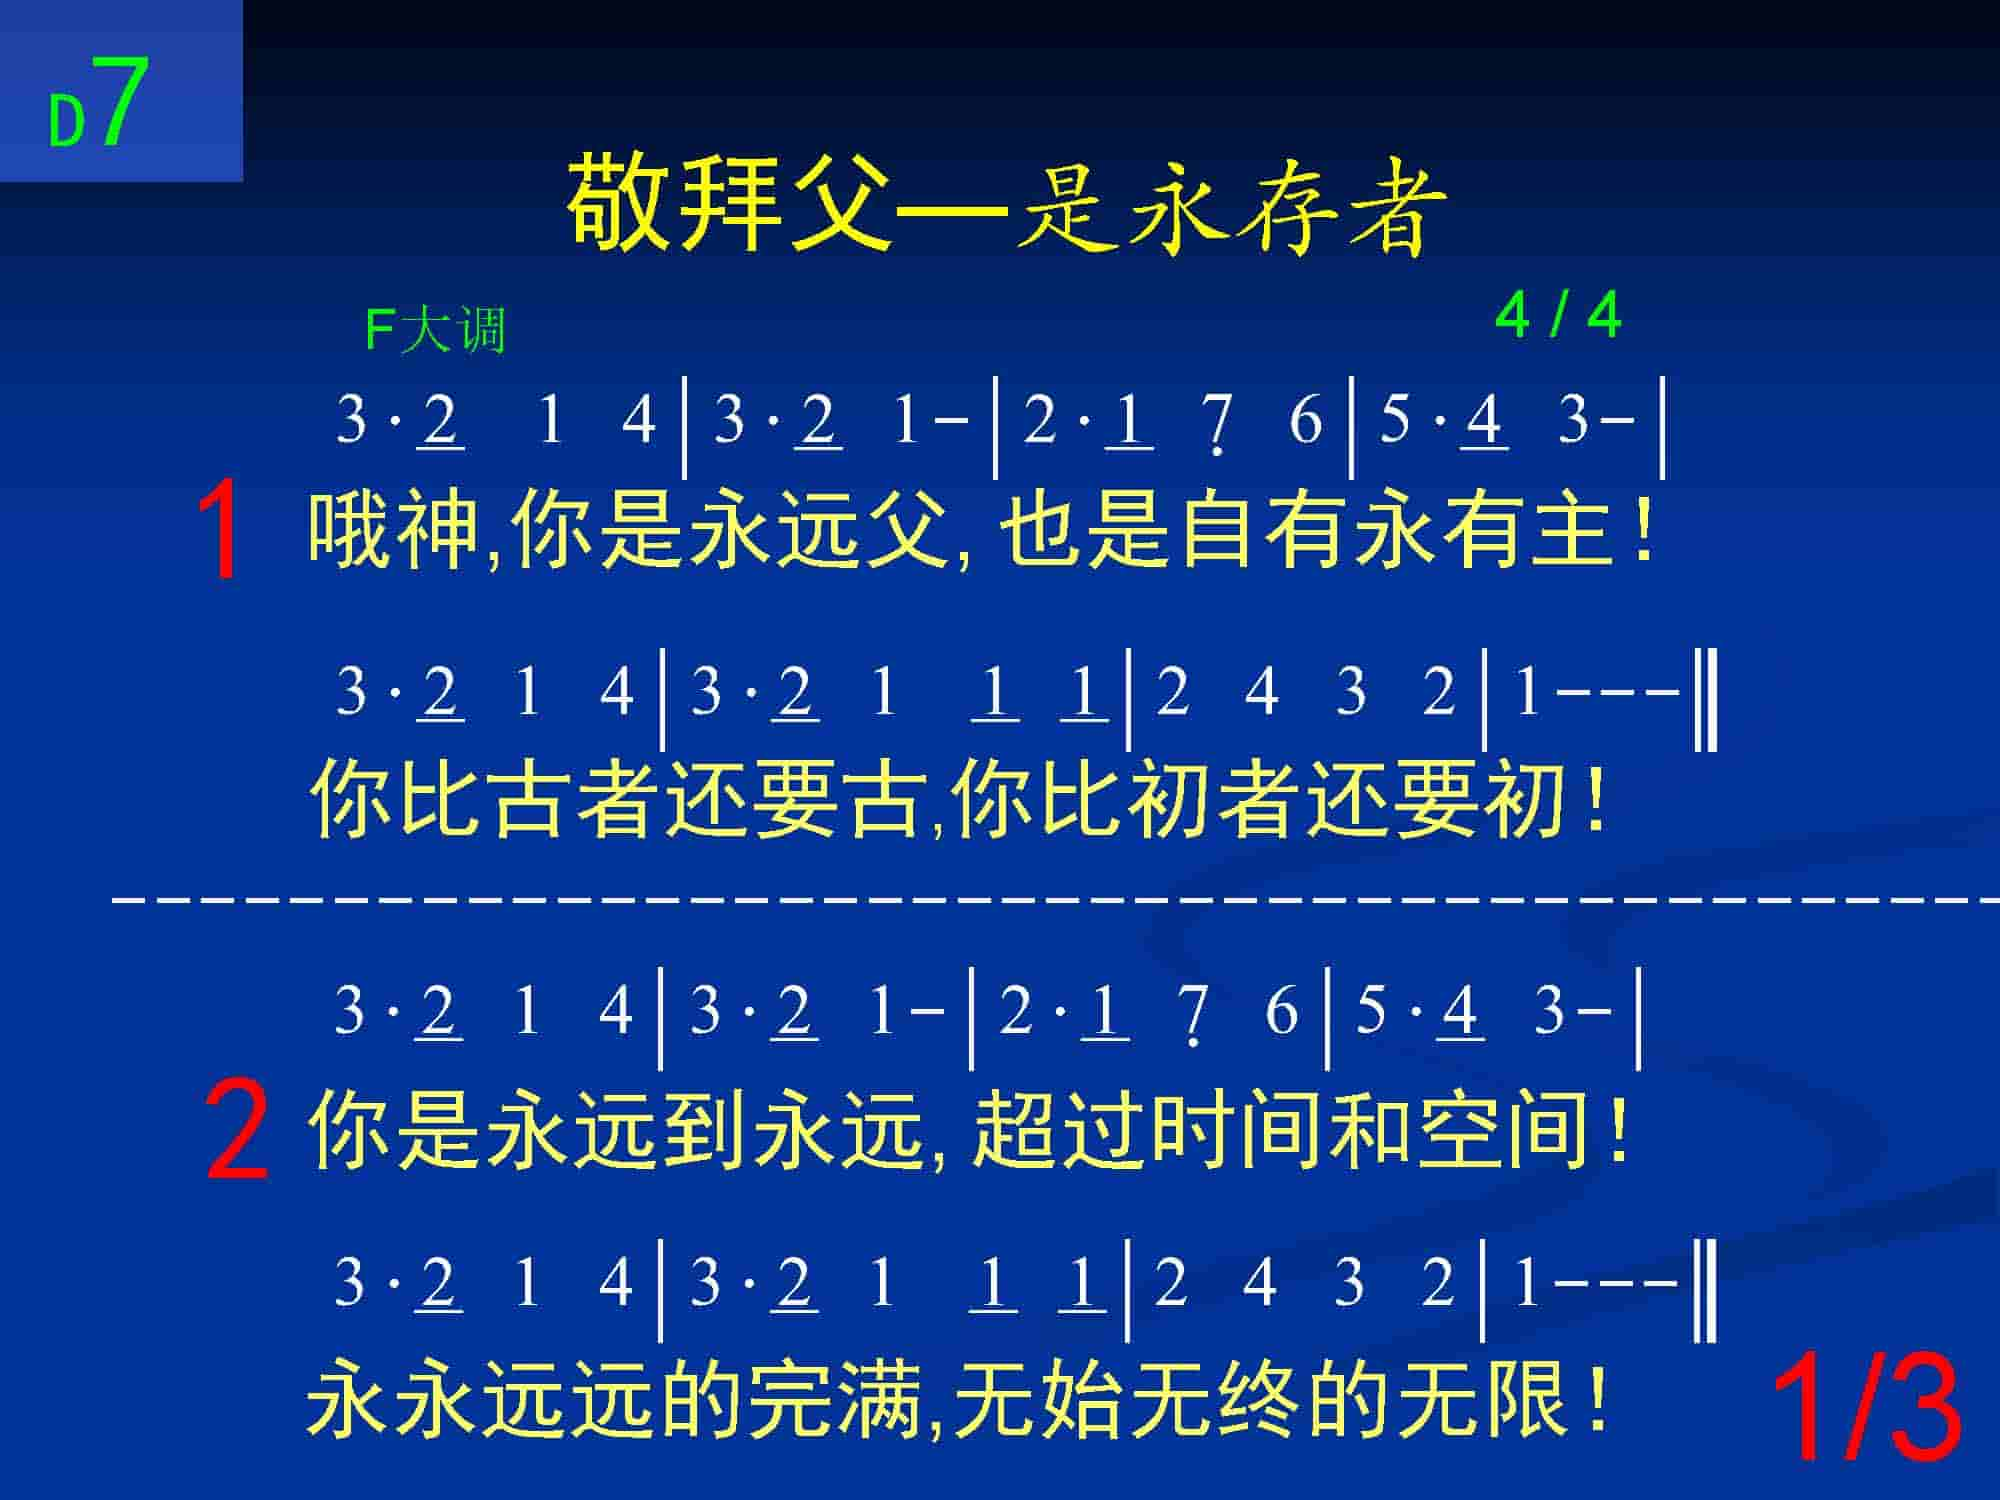 D7
敬拜父—是永存者
F大调 4 / 4
3 · 2 1 4 | 3 · 2 1 – | 2 · 1 7̣ 6 | 5 · 4 3 – |
1 哦神,你是永远父, 也是自有永有主!
3 · 2 1 4 | 3 · 2 1 1 1 | 2 4 3 2 | 1 – – – ‖
你比古者还要古,你比初者还要初!
3 · 2 1 4 | 3 · 2 1 – | 2 · 1 7̣ 6 | 5 · 4 3 – |
2 你是永远到永远, 超过时间和空间!
3 · 2 1 4 | 3 · 2 1 1 1 | 2 4 3 2 | 1 – – – ‖
永永远远的完满,无始无终的无限!
1/3